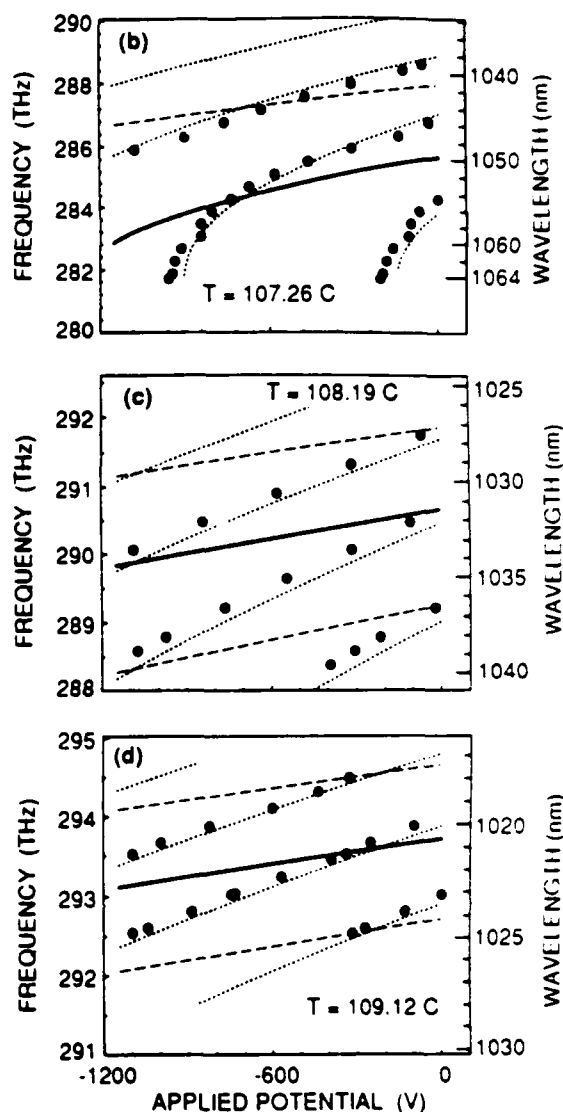 (b)
290
288
286
284
282
280
FREQUENCY (THz)
1040
1050
1060
1064
WAVELENGTH (nm)
T = 107.26 C
(c)
T = 108.19 C
292
291
290
289
288
FREQUENCY (THz)
1025
1030
1035
1040
WAVELENGTH (nm)
(d)
295
294
293
292
291
FREQUENCY (THz)
1020
1025
1030
WAVELENGTH (nm)
T = 109.12 C
-1200
-600
0
APPLIED POTENTIAL (V)